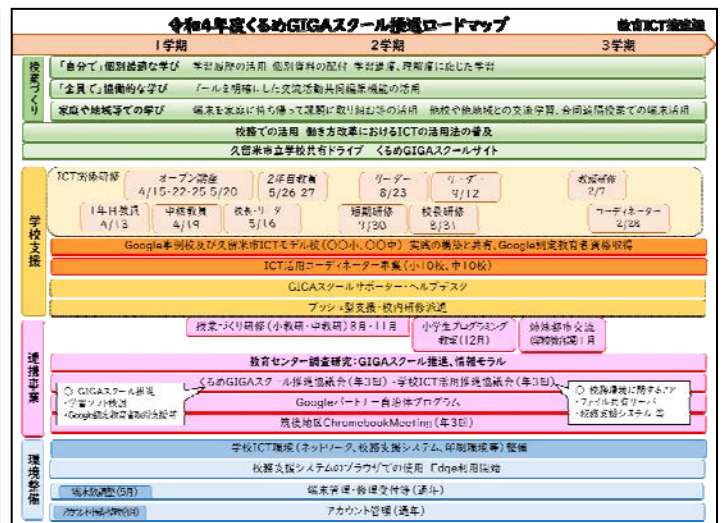 令和4年度くるめGIGAスクール推進ロードマップ
教育ICT推進課
1学期 2学期 3学期
授業づくり
「自分で」個別最適な学び 学習履歴の活用 個別資料の配付 学習進度、理解度に応じた学習
「全員で」協働的な学び ゴールを明確にした交流活動 共同編集機能の活用
家庭や地域等での学び 端末を家庭に持ち帰って課題に取り組む等の活用 他校や他地域との交流学習、合同遠隔授業での端末活用
校務での活用 働き方改革におけるICTの活用法の普及
久留米市立学校共有ドライブ くるめGIGAスクールサイト
学校支援
ICT関係研修
オープン講座
4/15・22・25 5/20
2年目教員
5/26 27
リーダー
8/23
リーダー
9/12
教頭研修
2/7
1年目教員
4/13
中核教員
4/19
校長・リーダー
5/16
短期研修
7/30
校長研修
8/31
コーディネーター
2/28
Google事例校及び久留米市ICTモデル校(〇〇小、〇〇中) 実践の構築と共有、Google認定教育者資格取得
ICT活用コーディネーター事業(小10校、中10校)
GIGAスクールサポーター・ヘルプデスク
プッシュ型支援・校内研修派遣
連携事業
授業づくり研修(小教研・中教研)8月・11月
小学生プログラミング
教室(12月)
姉妹都市交流
1月
教育センター調査研究:GIGAスクール推進、情報モラル
くるめGIGAスクール推進協議会(年3回)・学校ICT活用推進協議会(年3回)
〇 GIGAスクール推進
・学習ソフト検討
〇 校務環境に関する
・ファイル共有サーバ
・校務支援システム 等
Googleパートナー自治体プログラム
筑後地区ChromebookMeeting(年3回)
環境整備
学校ICT環境(ネットワーク、校務支援システム、印刷環境等)整備
校務支援システムのブラウザでの使用 Edge利用開始
端末数調整(5月)
端末管理・修理受付等(通年)
アカウント管理(通年)